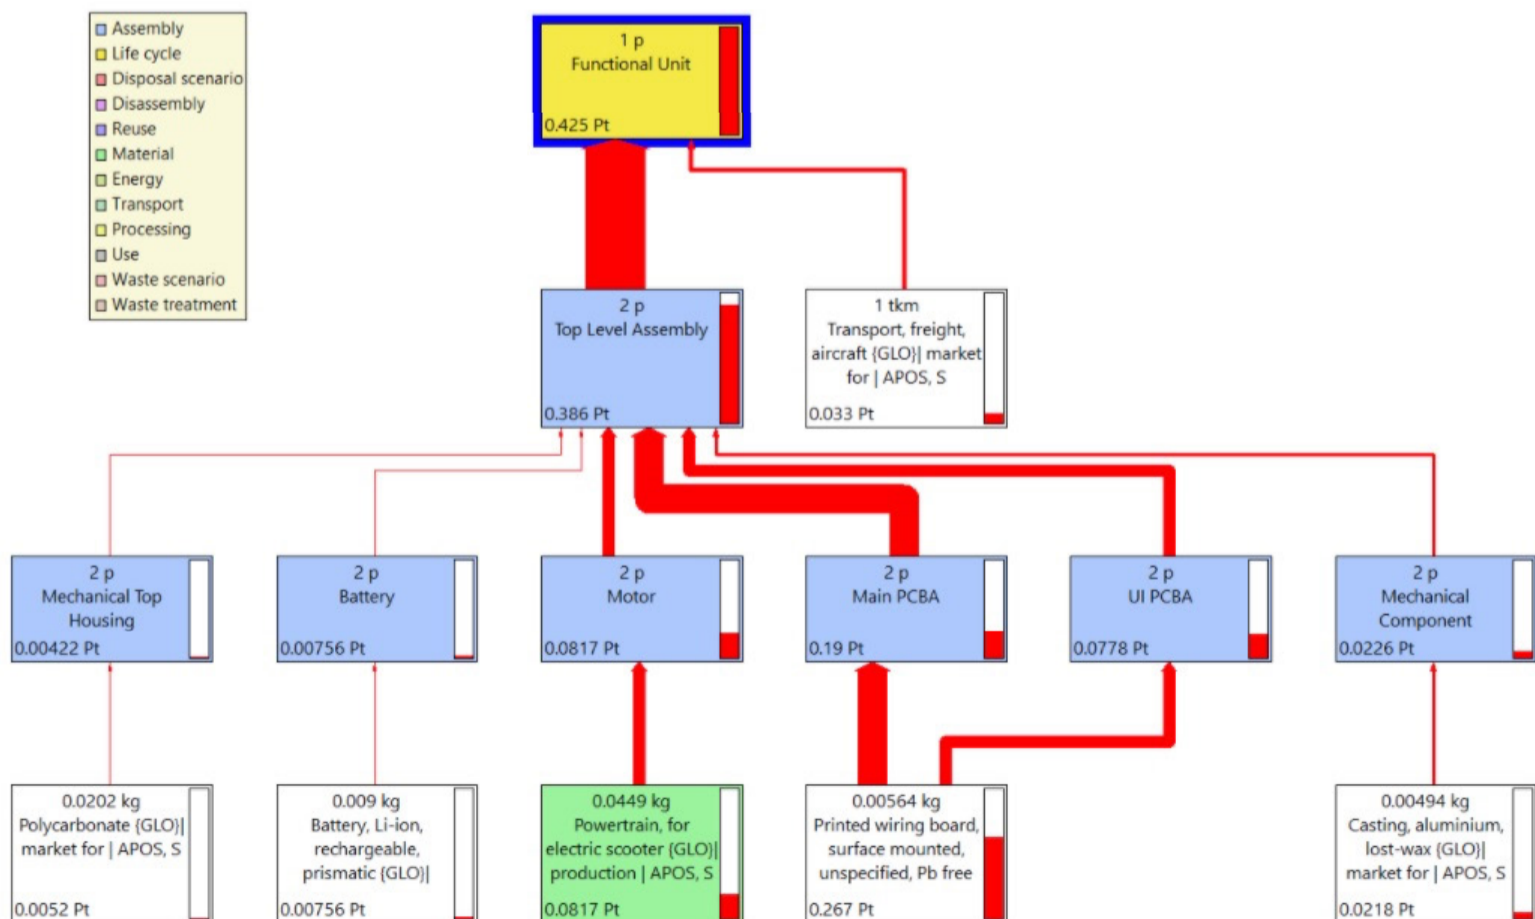 Assembly
Life cycle
Disposal scenario
Disassembly
Reuse
Material
Energy
Transport
Processing
Use
Waste scenario
Waste treatment
1 p
Functional Unit
0.425 Pt
2 p
Top Level Assembly
0.386 Pt
1 tkm
Transport, freight,
aircraft {GLO}| market
for | APOS, S
0.033 Pt
2 p
Mechanical Top
Housing
0.00422 Pt
2 p
Battery
0.00756 Pt
2 p
Motor
0.0817 Pt
2 p
Main PCBA
0.19 Pt
2 p
UI PCBA
0.0778 Pt
2 p
Mechanical
Component
0.0226 Pt
0.0202 kg
Polycarbonate {GLO}|
market for | APOS, S
0.0052 Pt
0.009 kg
Battery, Li-ion,
rechargeable,
prismatic {GLO}|
0.00756 Pt
0.0449 kg
Powertrain, for
electric scooter {GLO}|
production | APOS, S
0.0817 Pt
0.00564 kg
Printed wiring board,
surface mounted,
unspecified, Pb free
0.267 Pt
0.00494 kg
Casting, aluminium,
lost-wax {GLO}|
market for | APOS, S
0.0218 Pt